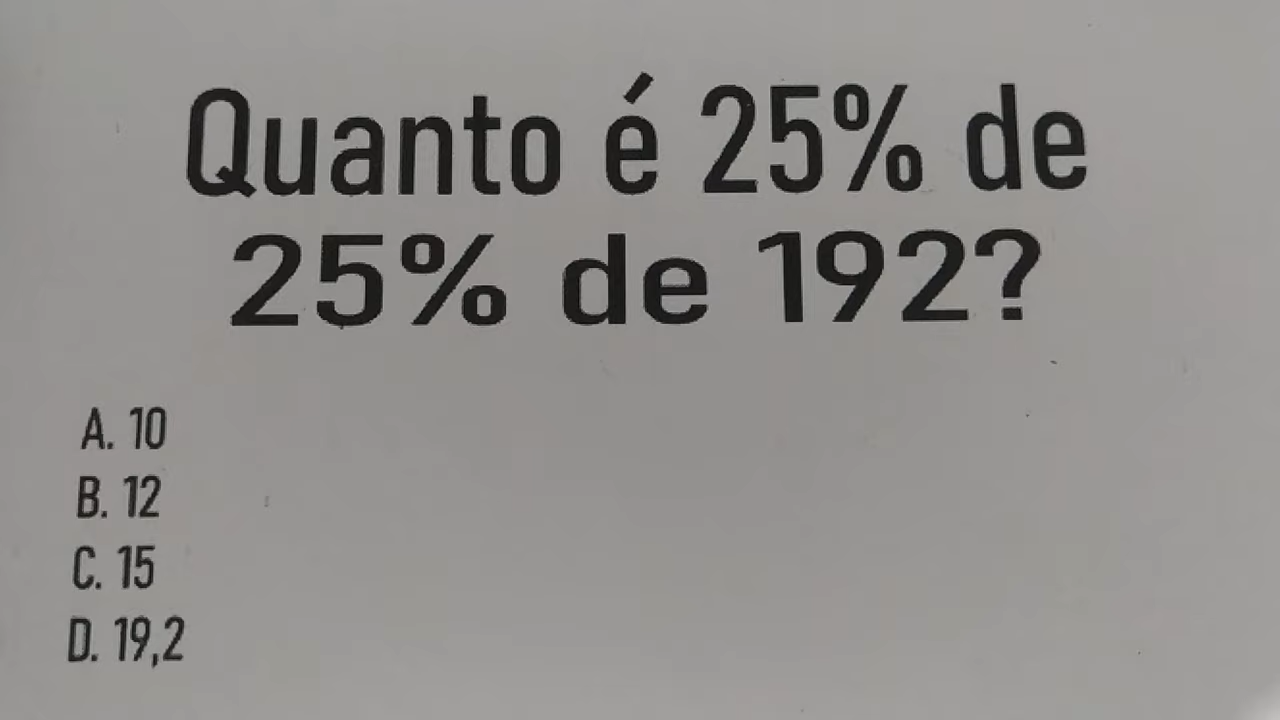 Quanto é 25% de
25% de 192?
A. 10
B. 12
C. 15
D. 19,2